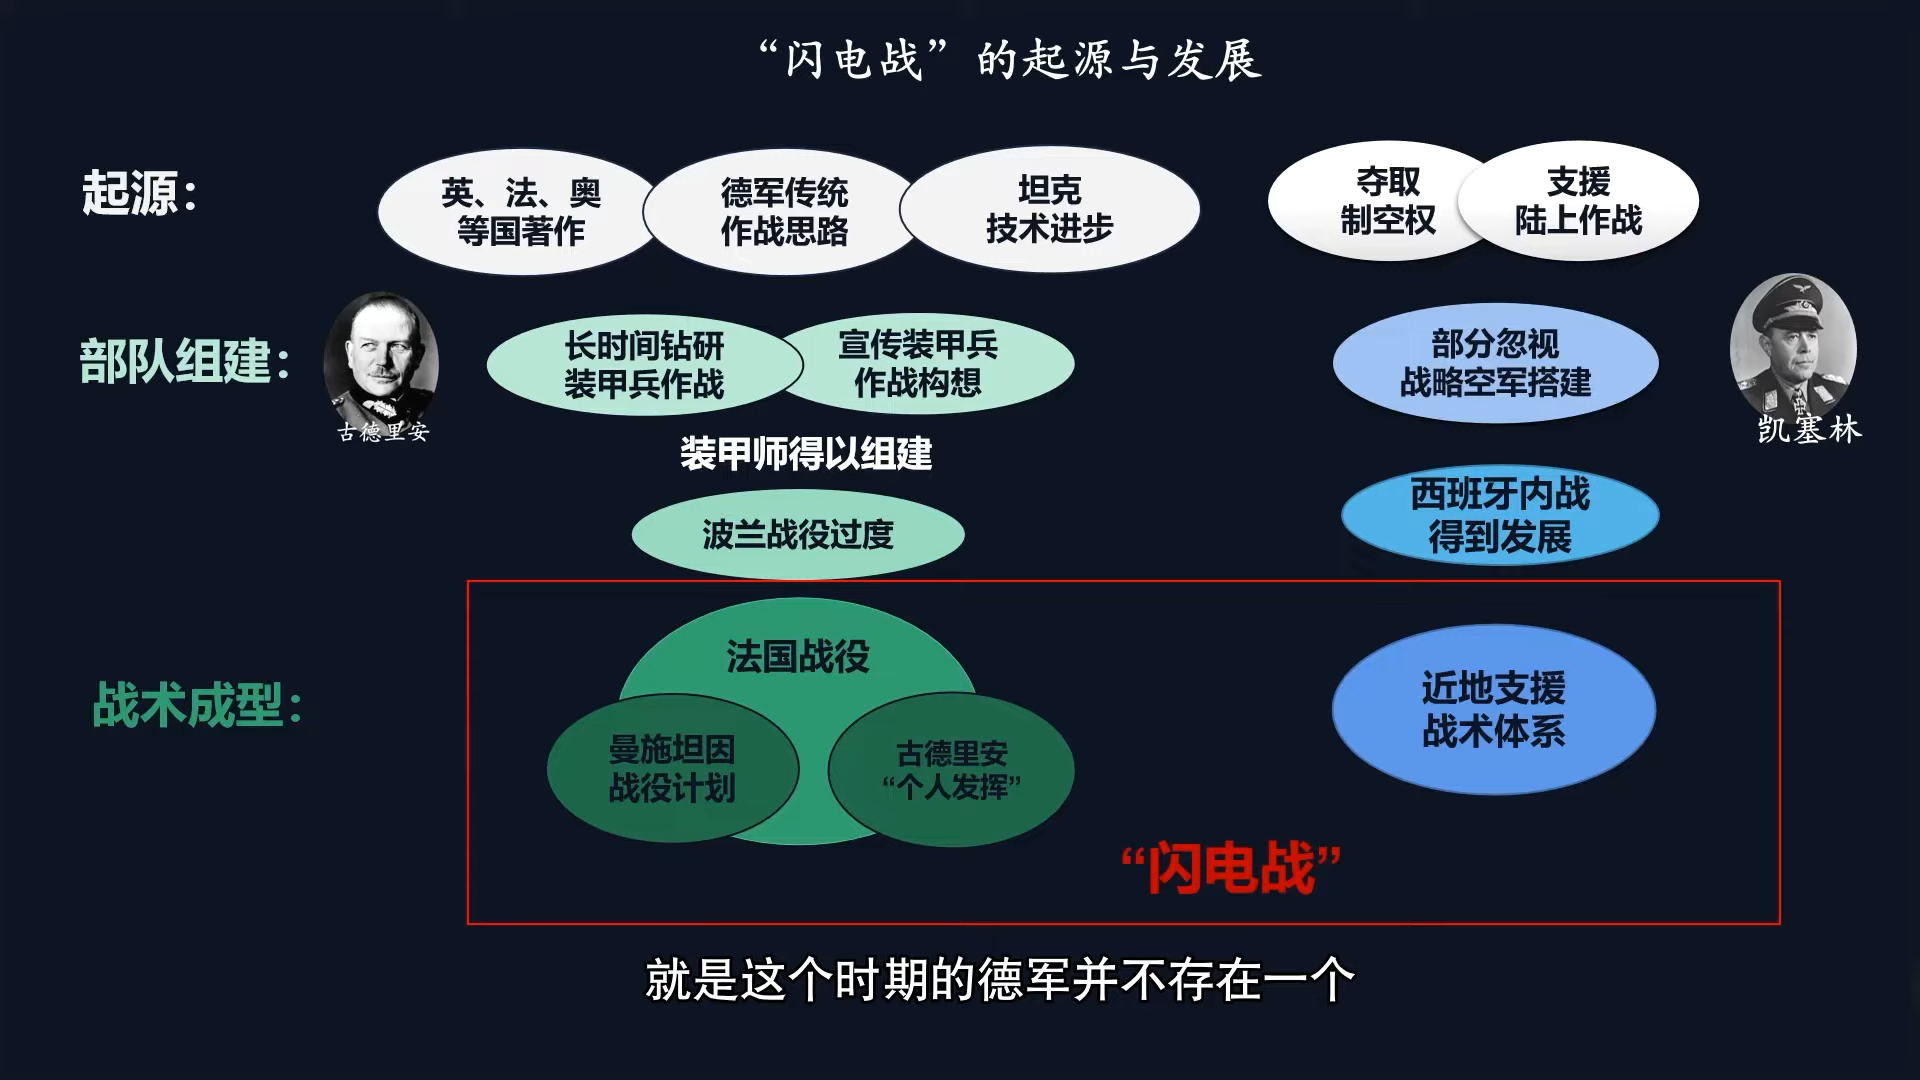 “闪电战”的起源与发展
起源：
英、法、奥
等国著作
德军传统
作战思路
坦克
技术进步
夺取
制空权
支援
陆上作战
部队组建：
古德里安
长时间钻研
装甲兵作战
宣传装甲兵
作战构想
部分忽视
战略空军搭建
凯塞林
装甲师得以组建
波兰战役过度
西班牙内战
得到发展
战术成型：
法国战役
曼施坦因
战役计划
古德里安
“个人发挥”
近地支援
战术体系
“闪电战”
就是这个时期的德军并不存在一个